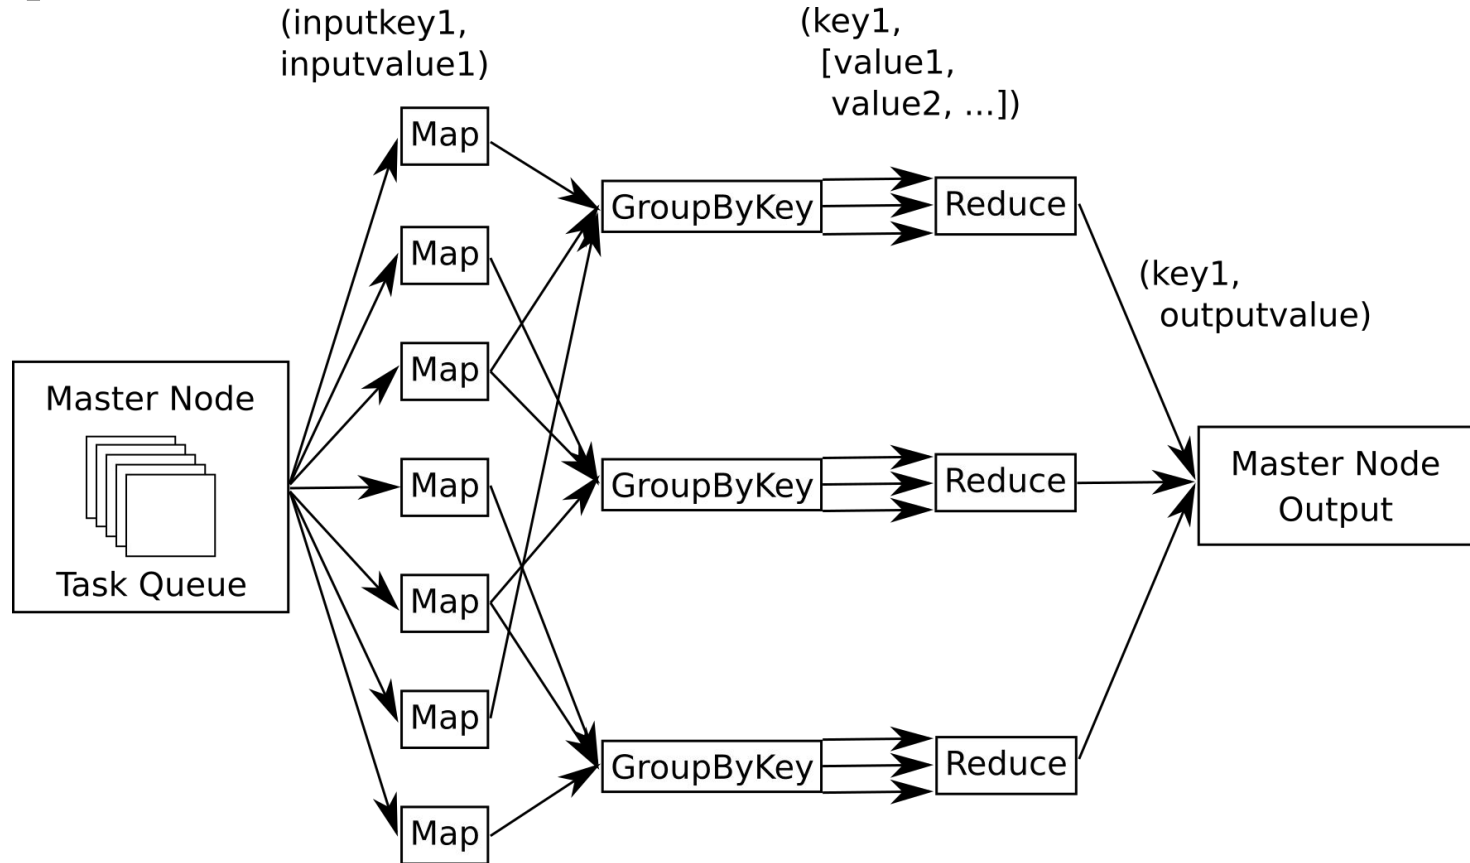 (inputkey1,
inputvalue1)
(key1,
[value1,
value2, ...])
Map
Map
Map
Map
Map
Map
Map
GroupByKey
GroupByKey
GroupByKey
Reduce
Reduce
Reduce
(key1,
outputvalue)
Master Node
Task Queue
Master Node
Output